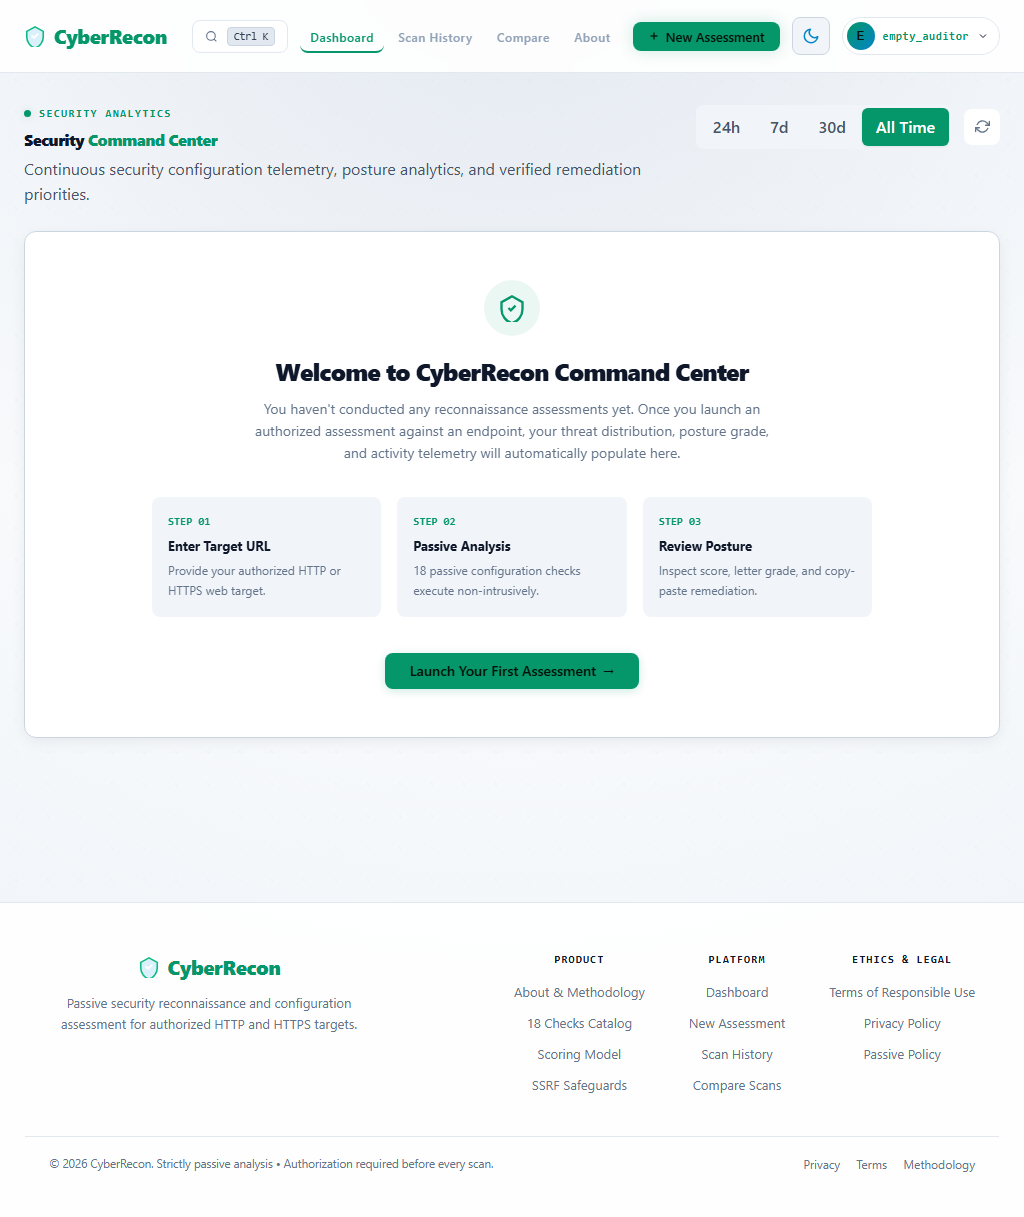 CyberRecon
Ctrl K
Dashboard
Scan History
Compare
About
+ New Assessment
E
empty_auditor
SECURITY ANALYTICS
Security Command Center
Continuous security configuration telemetry, posture analytics, and verified remediation
priorities.
24h
7d
30d
All Time
Welcome to CyberRecon Command Center
You haven't conducted any reconnaissance assessments yet. Once you launch an
authorized assessment against an endpoint, your threat distribution, posture grade,
and activity telemetry will automatically populate here.
STEP 01
Enter Target URL
Provide your authorized HTTP or
HTTPS web target.
STEP 02
Passive Analysis
18 passive configuration checks
execute non-intrusively.
STEP 03
Review Posture
Inspect score, letter grade, and copy-
paste remediation.
Launch Your First Assessment →
CyberRecon
Passive security reconnaissance and configuration
assessment for authorized HTTP and HTTPS targets.
PRODUCT
About & Methodology
18 Checks Catalog
Scoring Model
SSRF Safeguards
PLATFORM
Dashboard
New Assessment
Scan History
Compare Scans
ETHICS & LEGAL
Terms of Responsible Use
Privacy Policy
Passive Policy
© 2026 CyberRecon. Strictly passive analysis • Authorization required before every scan.
Privacy
Terms
Methodology